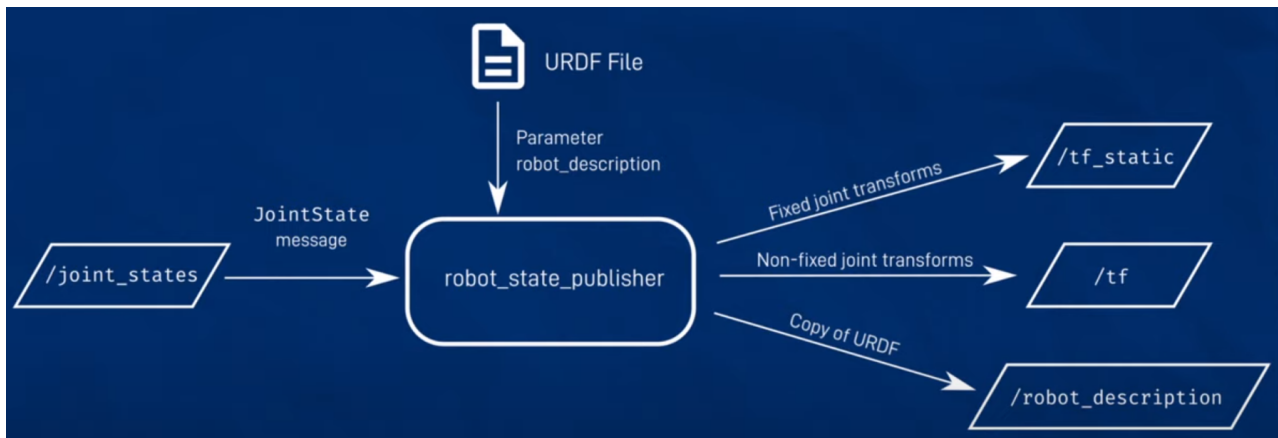 URDF File
Parameter
robot_description
JointState
message
/joint_states
robot_state_publisher
Fixed joint transforms
/tf_static
Non-fixed joint transforms
/tf
Copy of URDF
/robot_description